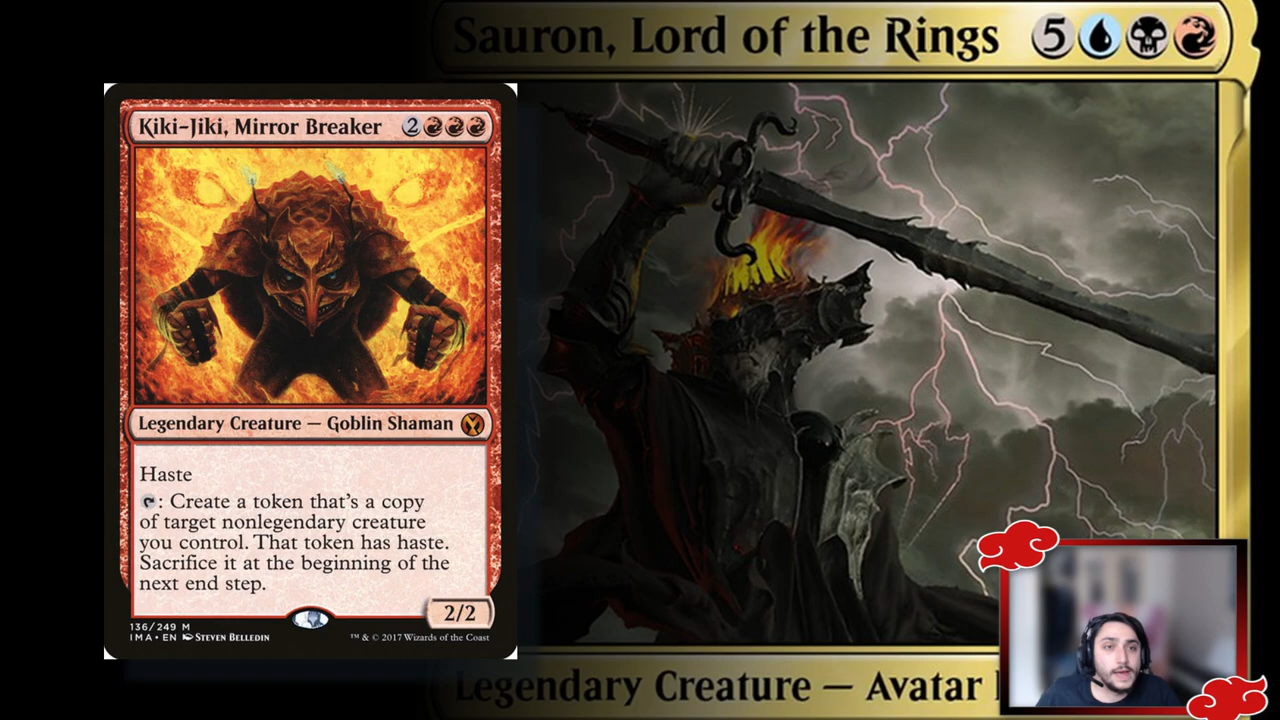 Sauron, Lord of the Rings 5
Kiki-Jiki, Mirror Breaker 2
Legendary Creature — Goblin Shaman
Haste
: Create a token that's a copy
of target nonlegendary creature
you control. That token has haste.
Sacrifice it at the beginning of the
next end step.
2/2
136/249 M
IMA • EN Steven Belledin
™ & © 2017 Wizards of the Coast
Legendary Creature — Avatar